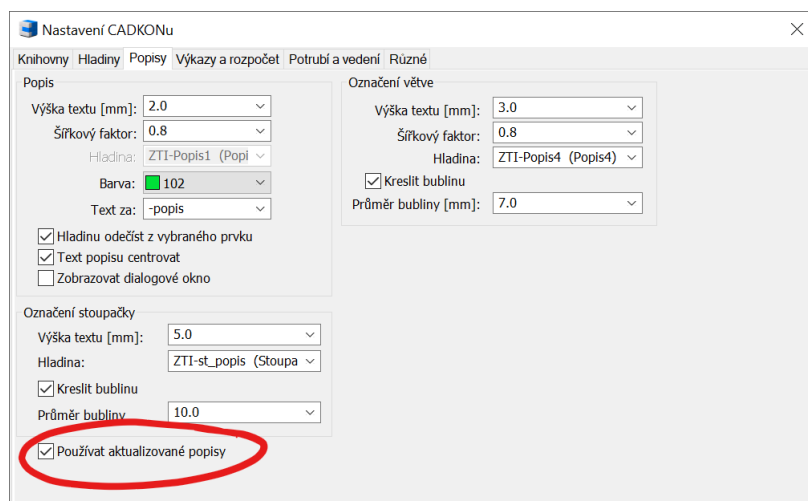 Nastavení CADKONu
Knihovny Hladiny Popisy Výkazy a rozpočet Potrubí a vedení Různé
Popis
Výška textu [mm]: 2.0
Šířkový faktor: 0.8
Hladina: ZTI-Popis1 (Popi
Barva: 102
Text za: -popis
Hladinu odečíst z vybraného prvku
Text popisu centrovat
Zobrazovat dialogové okno
Označení stoupačky
Výška textu [mm]: 5.0
Hladina: ZTI-st_popis (Stoupa
Kreslit bublinu
Průměr bubliny 10.0
Používat aktualizované popisy
Označení větve
Výška textu [mm]: 3.0
Šířkový faktor: 0.8
Hladina: ZTI-Popis4 (Popis4)
Kreslit bublinu
Průměr bubliny [mm]: 7.0